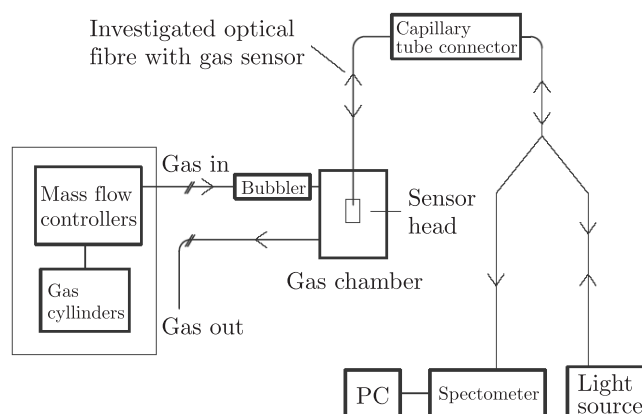 Investigated optical
fibre with gas sensor
Capillary
tube connector
Gas in
Mass flow
controllers
Bubbler
Sensor
head
Gas
cyllinders
Gas chamber
Gas out
PC
Spectometer
Light
source